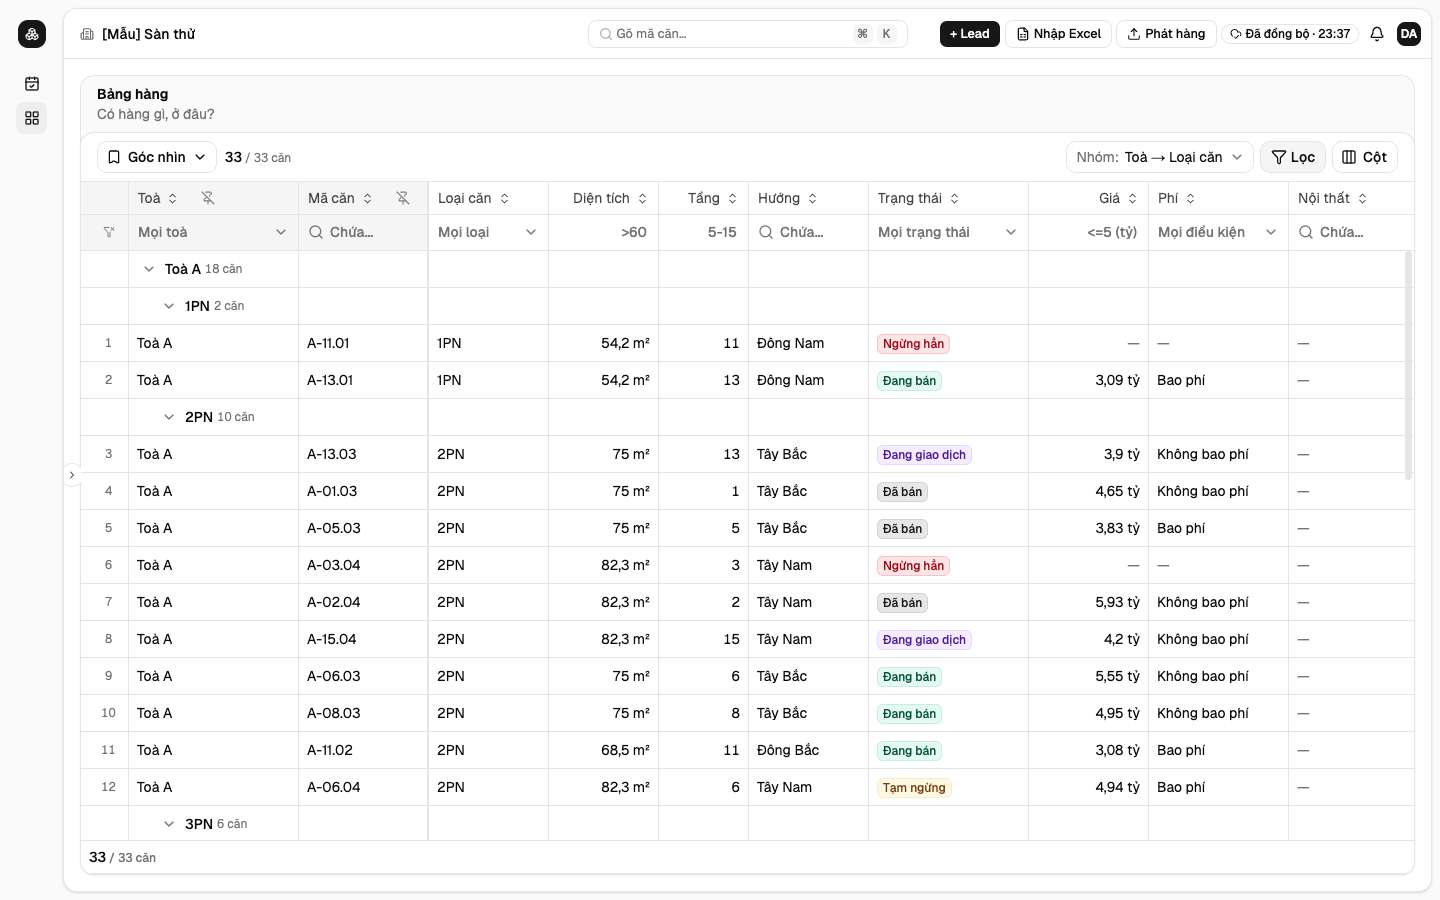 [Mẫu] Sàn thử
Gõ mã căn...
⌘ K
+ Lead
Nhập Excel
Phát hàng
Đã đồng bộ · 23:37
DA
Bảng hàng
Có hàng gì, ở đâu?
Góc nhìn
33 / 33 căn
Nhóm: Toà → Loại căn
Lọc
Cột
Toà Mã căn Loại căn Diện tích Tầng Hướng Trạng thái Giá Phí Nội thất
Mọi toà Chứa... Mọi loại >60 5-15 Chứa... Mọi trạng thái <=5 (tỷ) Mọi điều kiện Chứa...
Toà A 18 căn
1PN 2 căn
1 Toà A A-11.01 1PN 54,2 m² 11 Đông Nam Ngừng hẳn — — —
2 Toà A A-13.01 1PN 54,2 m² 13 Đông Nam Đang bán 3,09 tỷ Bao phí —
2PN 10 căn
3 Toà A A-13.03 2PN 75 m² 13 Tây Bắc Đang giao dịch 3,9 tỷ Không bao phí —
4 Toà A A-01.03 2PN 75 m² 1 Tây Bắc Đã bán 4,65 tỷ Không bao phí —
5 Toà A A-05.03 2PN 75 m² 5 Tây Bắc Đã bán 3,83 tỷ Bao phí —
6 Toà A A-03.04 2PN 82,3 m² 3 Tây Nam Ngừng hẳn — — —
7 Toà A A-02.04 2PN 82,3 m² 2 Tây Nam Đã bán 5,93 tỷ Không bao phí —
8 Toà A A-15.04 2PN 82,3 m² 15 Tây Nam Đang giao dịch 4,2 tỷ Không bao phí —
9 Toà A A-06.03 2PN 75 m² 6 Tây Bắc Đang bán 5,55 tỷ Không bao phí —
10 Toà A A-08.03 2PN 75 m² 8 Tây Bắc Đang bán 4,95 tỷ Không bao phí —
11 Toà A A-11.02 2PN 68,5 m² 11 Đông Bắc Đang bán 3,08 tỷ Bao phí —
12 Toà A A-06.04 2PN 82,3 m² 6 Tây Nam Tạm ngừng 4,94 tỷ Bao phí —
3PN 6 căn
33 / 33 căn